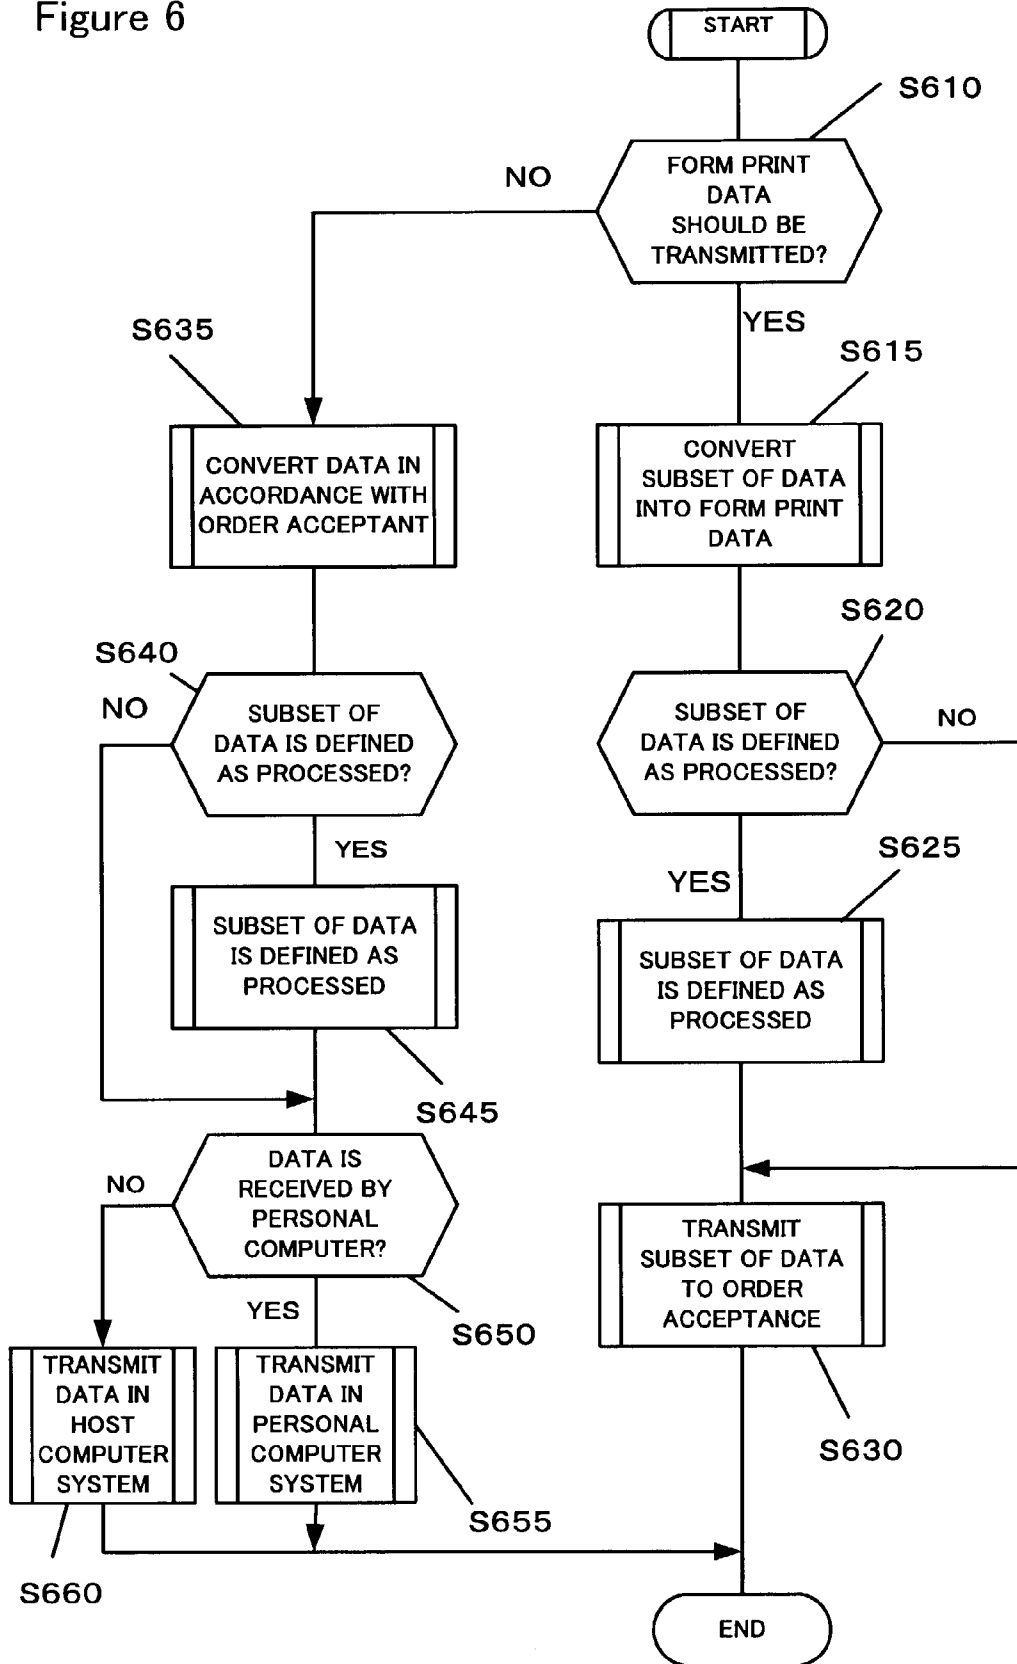 Figure 6
START
S610
FORM PRINT
DATA
SHOULD BE
TRANSMITTED?
NO
YES
S635
S615
CONVERT DATA IN
ACCORDANCE WITH
ORDER ACCEPTANT
CONVERT
SUBSET OF DATA
INTO FORM PRINT
DATA
S640
S620
NO
SUBSET OF
DATA IS DEFINED
AS PROCESSED?
SUBSET OF
DATA IS DEFINED
AS PROCESSED?
NO
YES
YES
S625
SUBSET OF DATA
IS DEFINED AS
PROCESSED
SUBSET OF DATA
IS DEFINED AS
PROCESSED
S645
NO
DATA IS
RECEIVED BY
PERSONAL
COMPUTER?
YES
S650
TRANSMIT
SUBSET OF DATA
TO ORDER
ACCEPTANCE
S630
TRANSMIT
DATA IN
HOST
COMPUTER
SYSTEM
TRANSMIT
DATA IN
PERSONAL
COMPUTER
SYSTEM
S655
S660
END